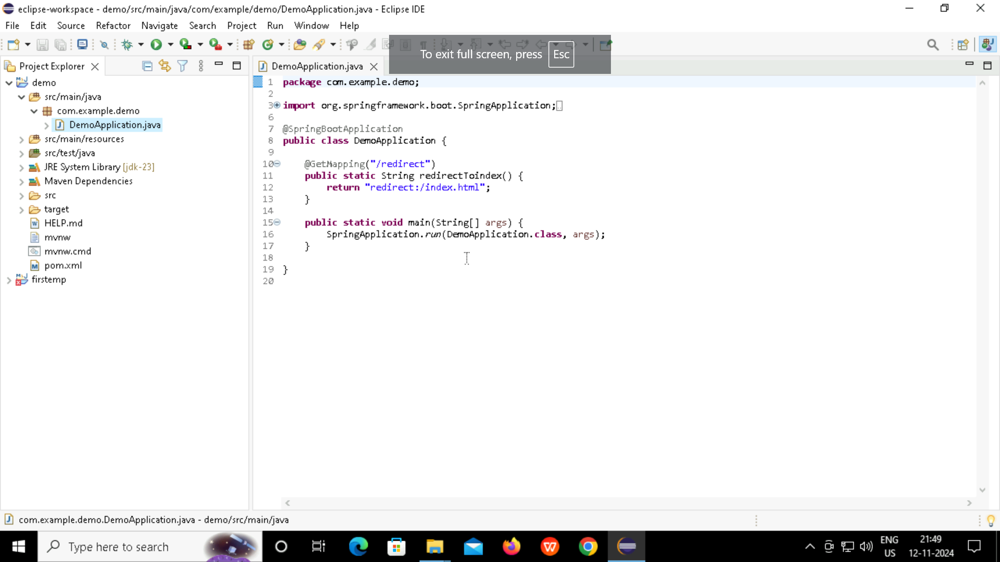 eclipse-workspace - demo/src/main/java/com/example/demo/DemoApplication.java - Eclipse IDE
File Edit Source Refactor Navigate Search Project Run Window Help
To exit full screen, press Esc
Project Explorer
DemoApplication.java
demo
src/main/java
com.example.demo
DemoApplication.java
src/main/resources
src/test/java
JRE System Library [jdk-23]
Maven Dependencies
src
target
HELP.md
mvnw
mvnw.cmd
pom.xml
firstemp
1 package com.example.demo;
2
3 import org.springframework.boot.SpringApplication;
6
7 @SpringBootApplication
8 public class DemoApplication {
9
10 @GetMapping("/redirect")
11 public static String redirectToindex() {
12 return "redirect:/index.html";
13 }
14
15 public static void main(String[] args) {
16 SpringApplication.run(DemoApplication.class, args);
17 }
18
19 }
20
com.example.demo.DemoApplication.java - demo/src/main/java
Type here to search
ENG
US
21:49
12-11-2024